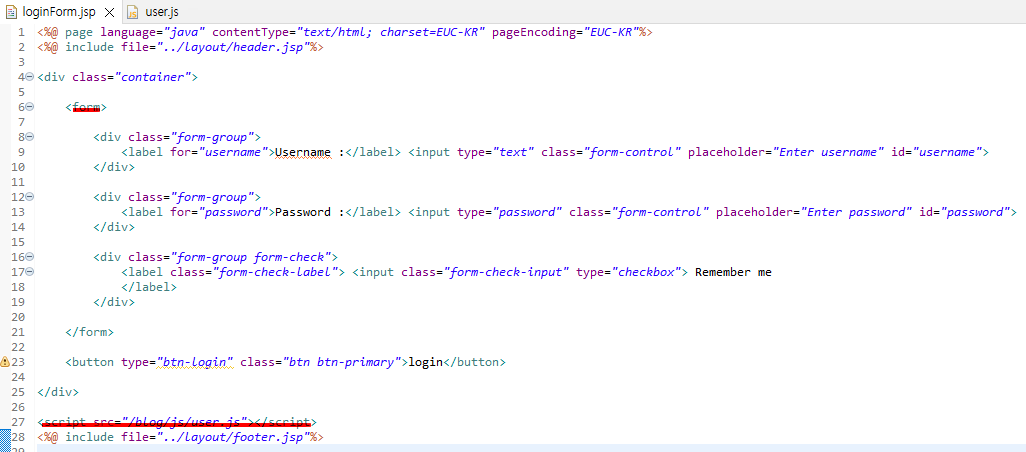 loginForm.jsp user.js
1 <%@ page language="java" contentType="text/html; charset=EUC-KR" pageEncoding="EUC-KR"%>
2 <%@ include file="../layout/header.jsp"%>
3
4 <div class="container">
5
6 <form>
7
8 <div class="form-group">
9 <label for="username">Username :</label> <input type="text" class="form-control" placeholder="Enter username" id="username">
10 </div>
11
12 <div class="form-group">
13 <label for="password">Password :</label> <input type="password" class="form-control" placeholder="Enter password" id="password">
14 </div>
15
16 <div class="form-group form-check">
17 <label class="form-check-label"> <input class="form-check-input" type="checkbox"> Remember me
18 </label>
19 </div>
20
21 </form>
22
23 <button type="btn-login" class="btn btn-primary">login</button>
24
25 </div>
26
27 <script src="/blog/js/user.js"></script>
28 <%@ include file="../layout/footer.jsp"%>
29